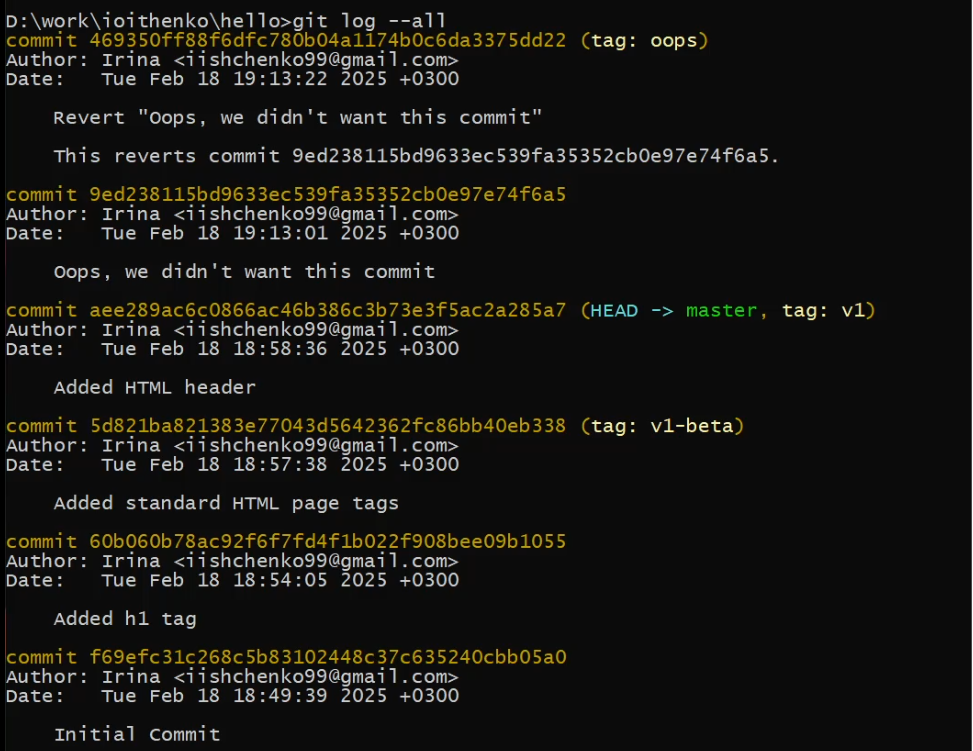 D:\work\ioithenko\hello>git log --all
commit 469350ff88f6dfc780b04a1174b0c6da3375dd22 (tag: oops)
Author: Irina <iishchenko99@gmail.com>
Date:   Tue Feb 18 19:13:22 2025 +0300
    Revert "Oops, we didn't want this commit"
    This reverts commit 9ed238115bd9633ec539fa35352cb0e97e74f6a5.
commit 9ed238115bd9633ec539fa35352cb0e97e74f6a5
Author: Irina <iishchenko99@gmail.com>
Date:   Tue Feb 18 19:13:01 2025 +0300
    Oops, we didn't want this commit
commit aee289ac6c0866ac46b386c3b73e3f5ac2a285a7 (HEAD -> master, tag: v1)
Author: Irina <iishchenko99@gmail.com>
Date:   Tue Feb 18 18:58:36 2025 +0300
    Added HTML header
commit 5d821ba821383e77043d5642362fc86bb40eb338 (tag: v1-beta)
Author: Irina <iishchenko99@gmail.com>
Date:   Tue Feb 18 18:57:38 2025 +0300
    Added standard HTML page tags
commit 60b060b78ac92f6f7fd4f1b022f908bee09b1055
Author: Irina <iishchenko99@gmail.com>
Date:   Tue Feb 18 18:54:05 2025 +0300
    Added h1 tag
commit f69efc31c268c5b83102448c37c635240cbb05a0
Author: Irina <iishchenko99@gmail.com>
Date:   Tue Feb 18 18:49:39 2025 +0300
    Initial Commit